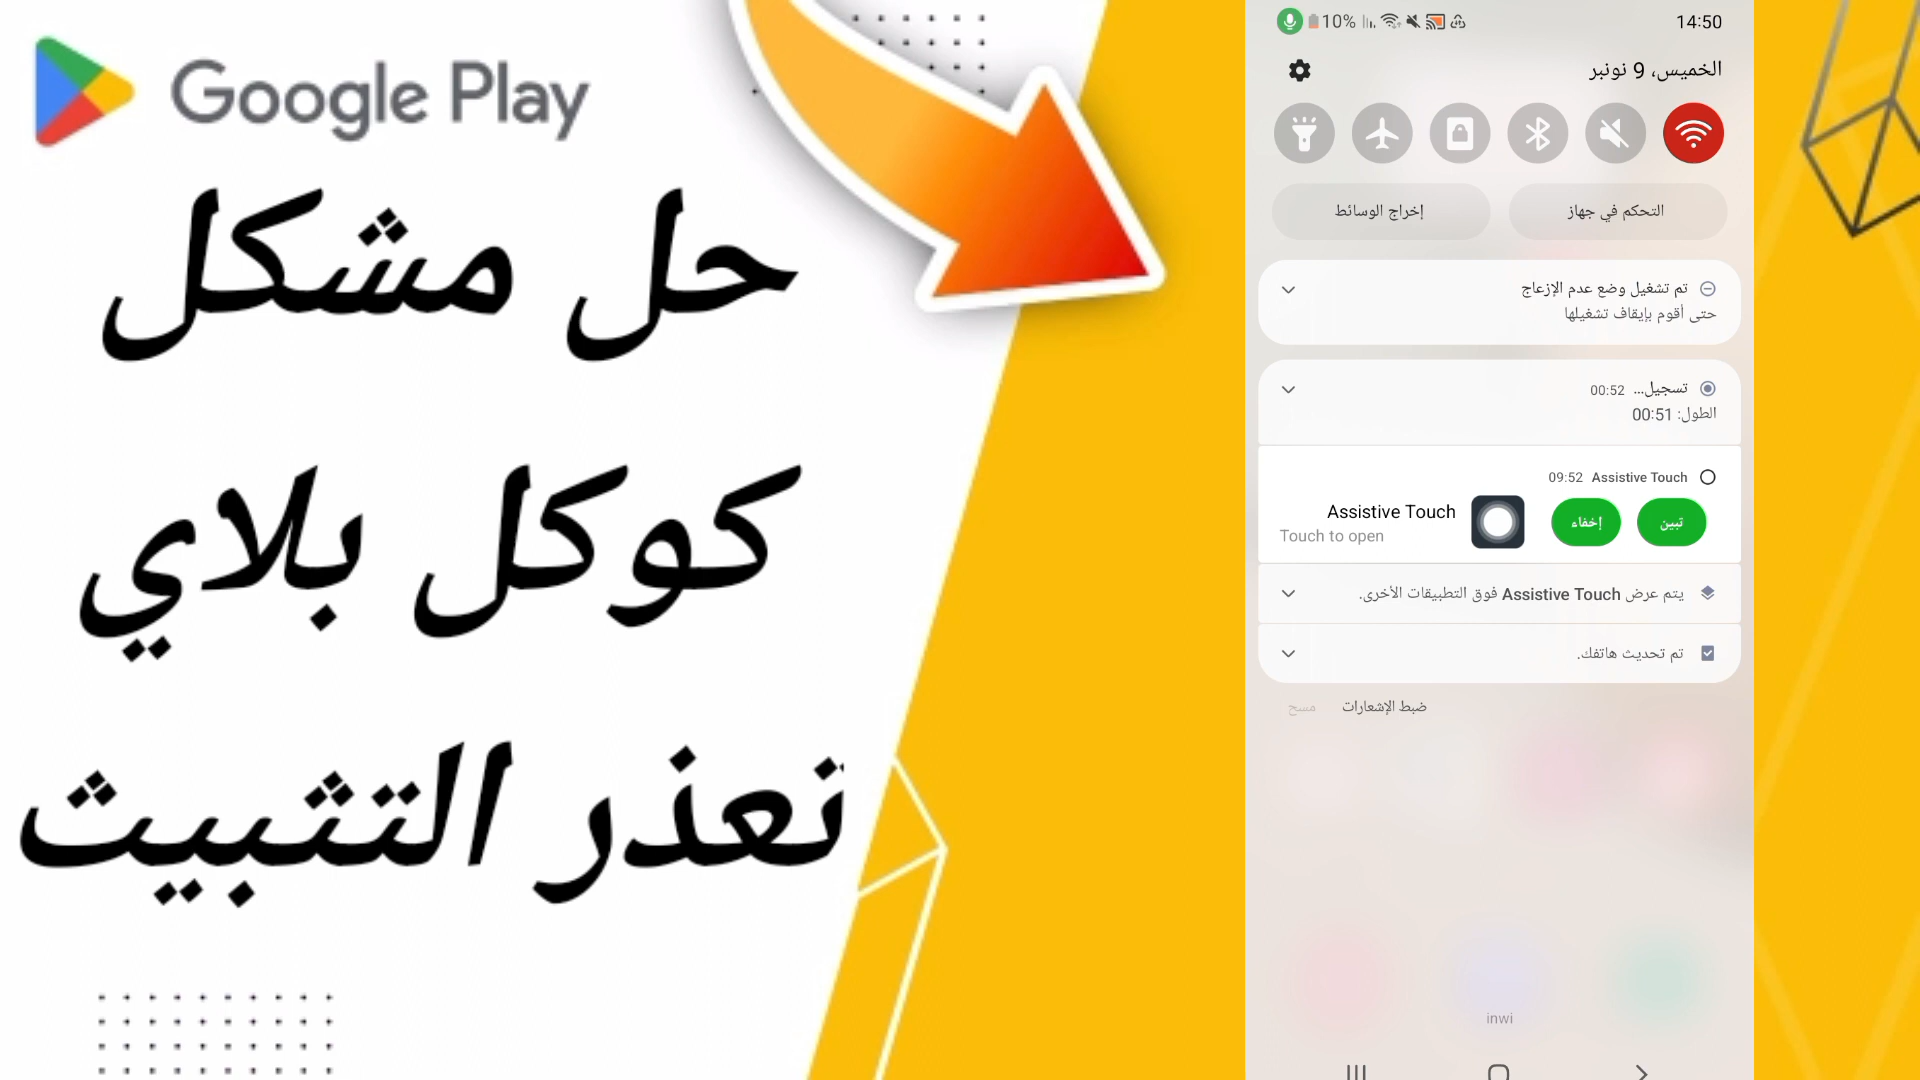 Google Play
حل مشكل
كوكل بلاي
تعذر التثبيث
10%
14:50
الخميس، 9 نونبر
التحكم في جهاز
إخراج الوسائط
تم تشغيل وضع عدم الإزعاج
حتى أقوم بإيقاف تشغيلها
تسجيل... 00:52
الطول: 00:51
Assistive Touch 09:52
تبين
إخفاء
Assistive Touch
Touch to open
يتم عرض Assistive Touch فوق التطبيقات الأخرى.
تم تحديث هاتفك.
ضبط الإشعارات
مسح
inwi